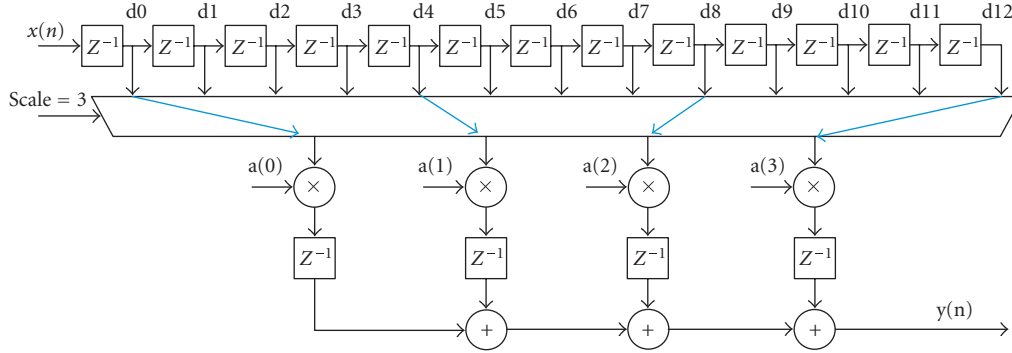 d0 d1 d2 d3 d4 d5 d6 d7 d8 d9 d10 d11 d12
x(n) Z⁻¹ Z⁻¹ Z⁻¹ Z⁻¹ Z⁻¹ Z⁻¹ Z⁻¹ Z⁻¹ Z⁻¹ Z⁻¹ Z⁻¹ Z⁻¹ Z⁻¹
Scale = 3
a(0) × a(1) × a(2) × a(3) ×
Z⁻¹ Z⁻¹ Z⁻¹ Z⁻¹
+ + + y(n)